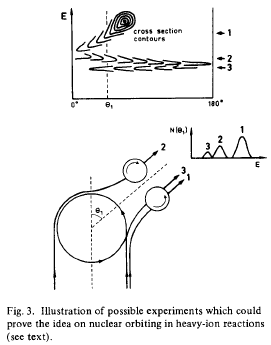 E
cross section
contours
1
2
3
0°
θ₁
180°
N(θ₁)
3
2
1
E
2
3
1
θ₁
Fig. 3. Illustration of possible experiments which could
prove the idea on nuclear orbiting in heavy-ion reactions
(see text).